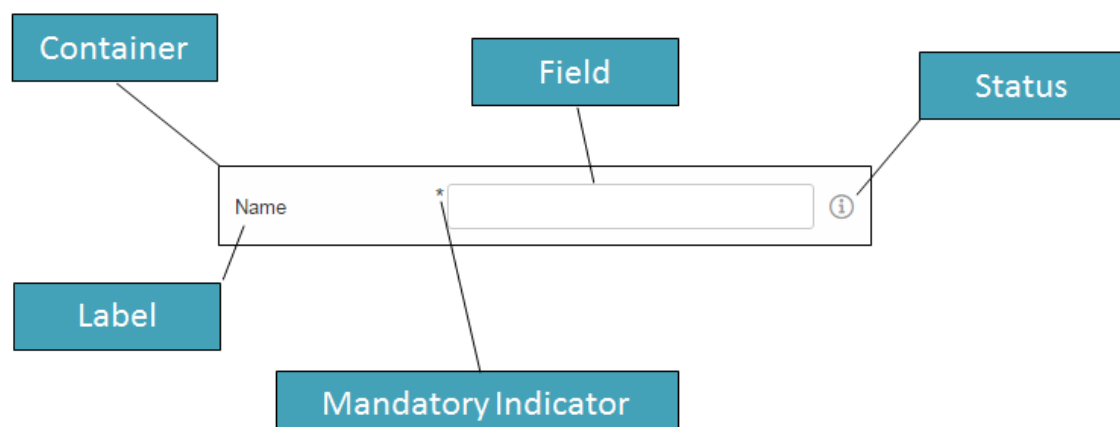 Container
Field
Status
Name
*
Label
Mandatory Indicator